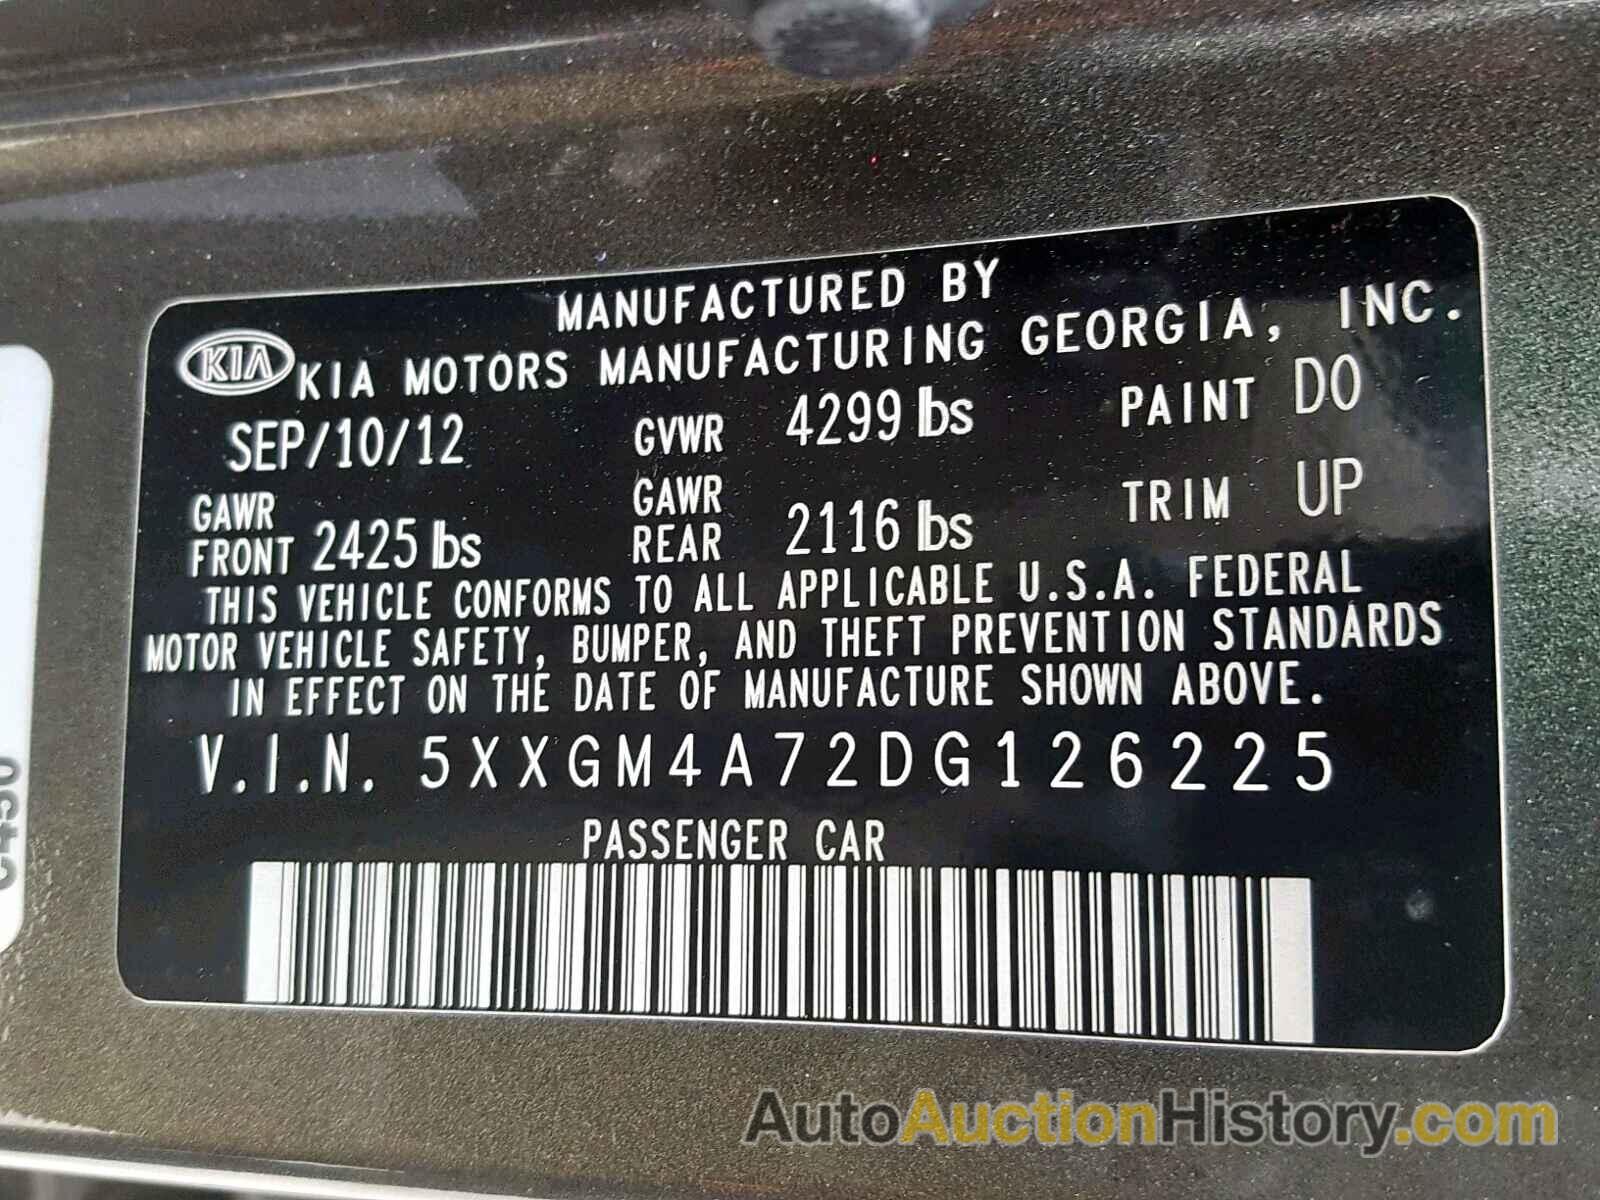 MANUFACTURED BY
KIA KIA MOTORS MANUFACTURING GEORGIA, INC.
SEP/10/12 GVWR 4299 lbs PAINT D0
GAWR FRONT 2425 lbs GAWR REAR 2116 lbs TRIM UP
THIS VEHICLE CONFORMS TO ALL APPLICABLE U.S.A. FEDERAL
MOTOR VEHICLE SAFETY, BUMPER, AND THEFT PREVENTION STANDARDS
IN EFFECT ON THE DATE OF MANUFACTURE SHOWN ABOVE.
V.I.N. 5XXGM4A72DG126225
PASSENGER CAR
AutoAuctionHistory.com